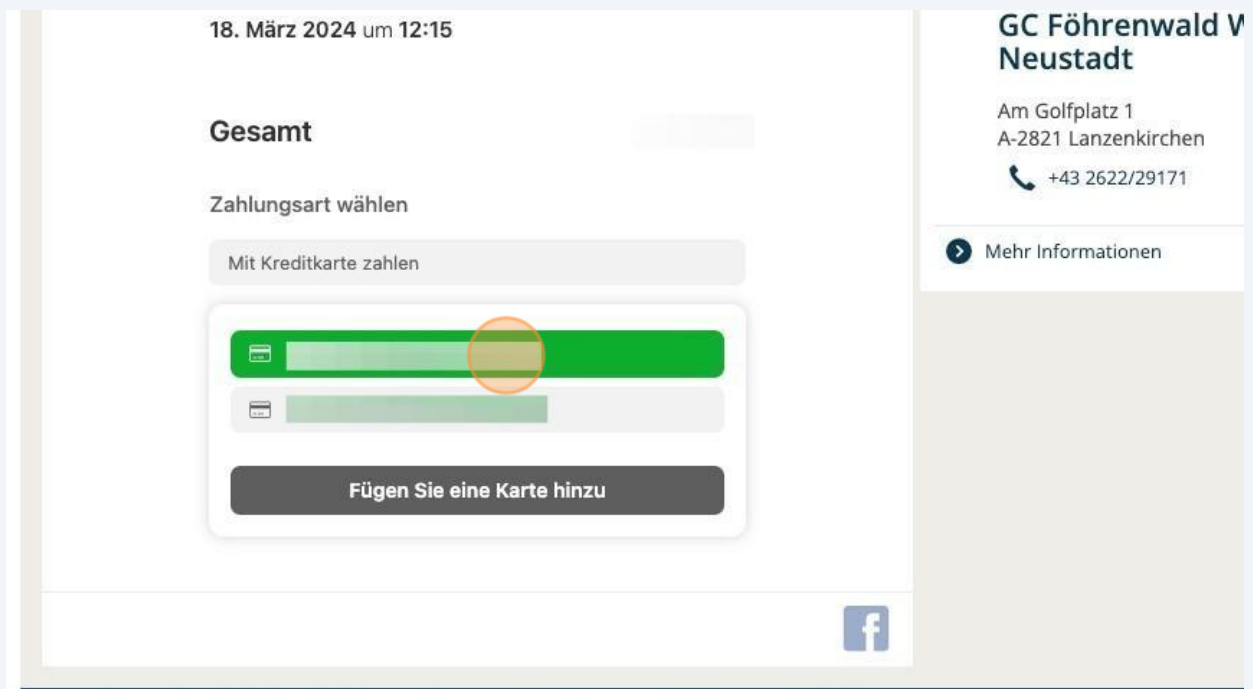 18. März 2024 um 12:15
Gesamt
Zahlungsart wählen
Mit Kreditkarte zahlen
Fügen Sie eine Karte hinzu
GC Föhrenwald
Neustadt
Am Golfplatz 1
A-2821 Lanzenkirchen
+43 2622/29171
Mehr Informationen
f